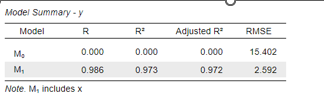 Model Summary - y
Model R R² Adjusted R² RMSE
M₀ 0.000 0.000 0.000 15.402
M₁ 0.986 0.973 0.972 2.592
Note. M₁ includes x